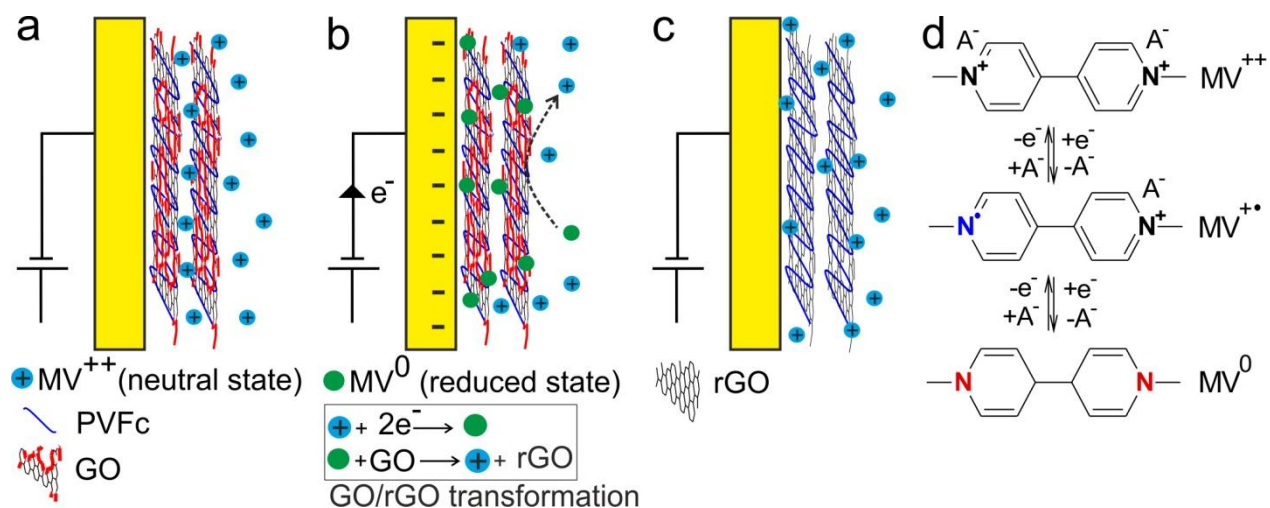 a
b
c
d
e⁻
MV⁺⁺ (neutral state)
PVFc
GO
MV⁰ (reduced state)
+ + 2e⁻ →
+GO → + + rGO
GO/rGO transformation
rGO
A⁻ A⁻
N⁺ N⁺ MV⁺⁺
-e⁻ +e⁻
+A⁻ -A⁻
A⁻
N• N⁺ MV⁺•
-e⁻ +e⁻
+A⁻ -A⁻
N N MV⁰